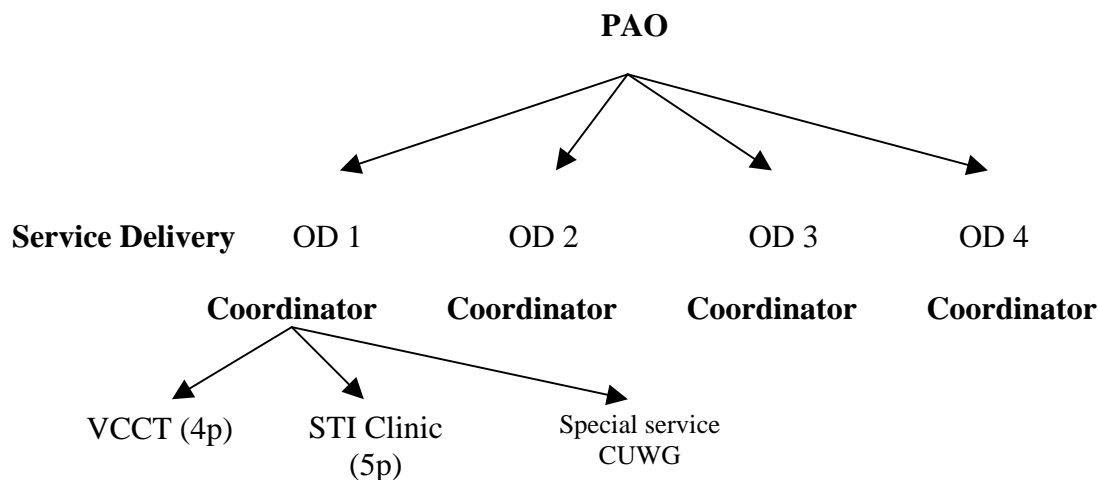 PAO
Service Delivery OD 1 OD 2 OD 3 OD 4
Coordinator Coordinator Coordinator Coordinator
VCCT (4p) STI Clinic Special service
(5p) CUWG